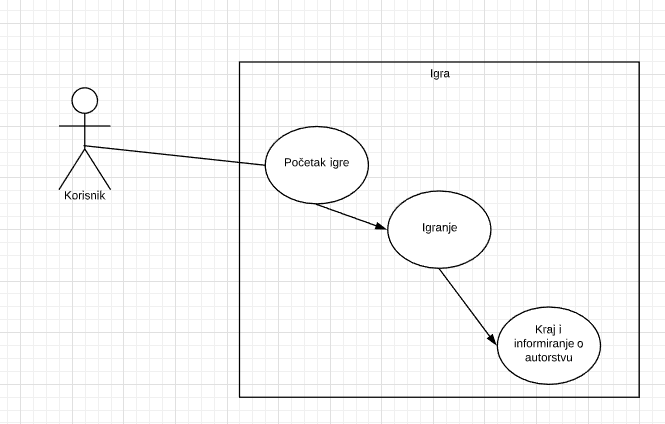 Igra
Korisnik
Početak igre
Igranje
Kraj i
informiranje o
autorstvu